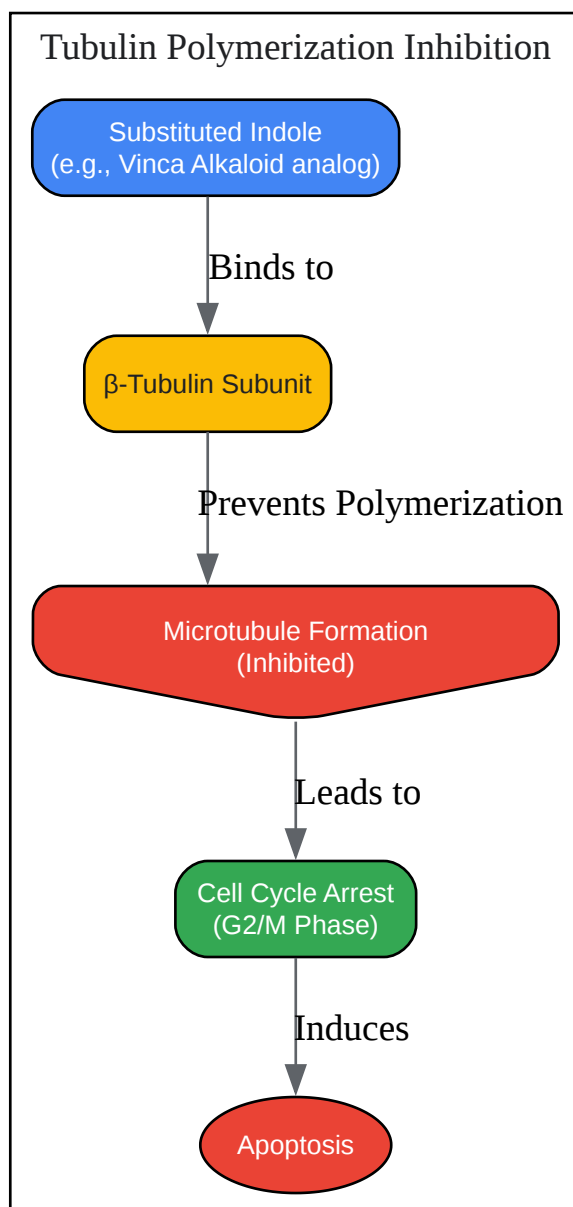 Tubulin Polymerization Inhibition
Substituted Indole
(e.g., Vinca Alkaloid analog)
Binds to
β-Tubulin Subunit
Prevents Polymerization
Microtubule Formation
(Inhibited)
Leads to
Cell Cycle Arrest
(G2/M Phase)
Induces
Apoptosis